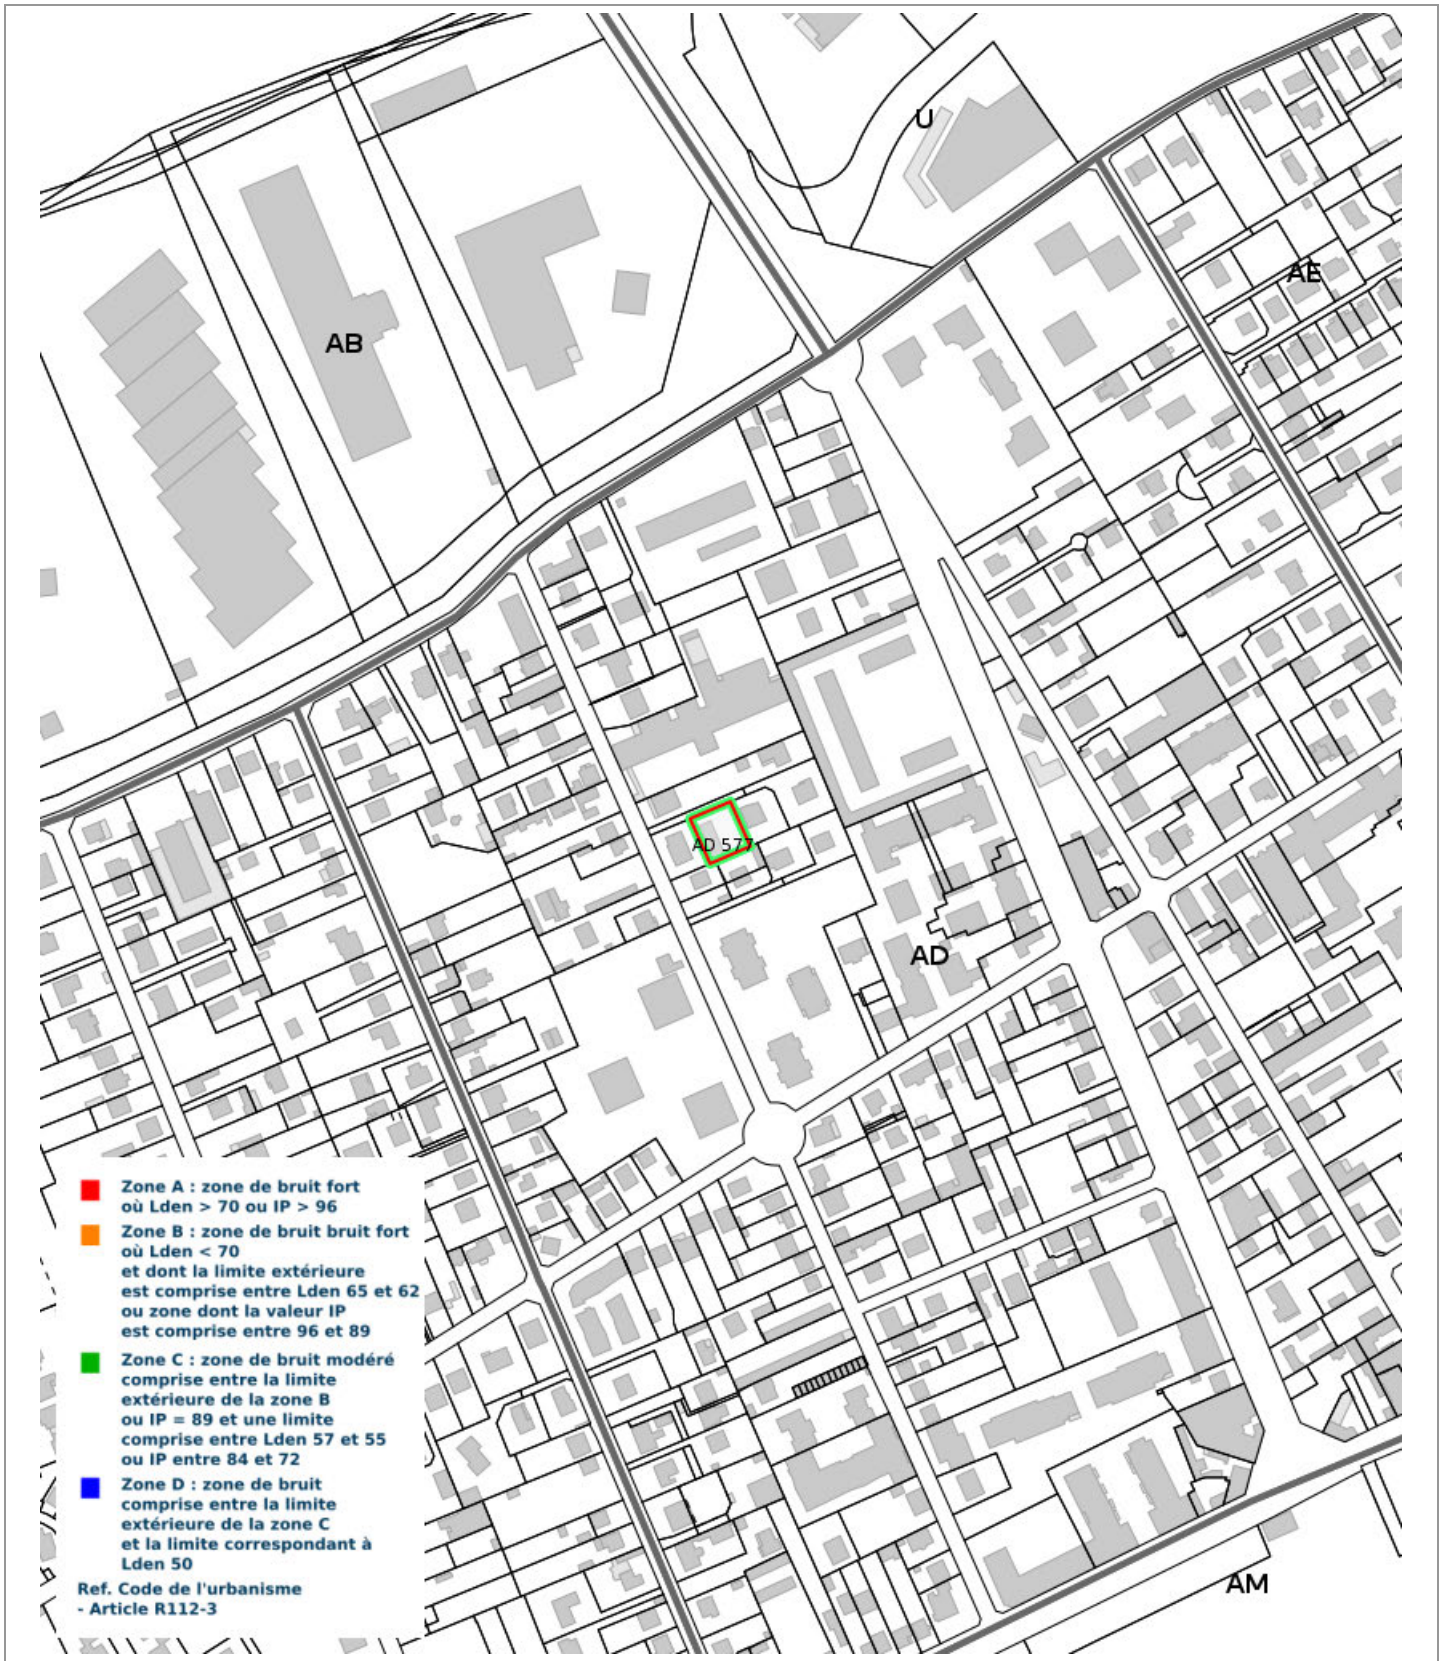 U
AE
AB
AD 577
AD
Zone A : zone de bruit fort
où Lden > 70 ou IP > 96
Zone B : zone de bruit bruit fort
où Lden < 70
et dont la limite extérieure
est comprise entre Lden 65 et 62
ou zone dont la valeur IP
est comprise entre 96 et 89
Zone C : zone de bruit modéré
comprise entre la limite
extérieure de la zone B
ou IP = 89 et une limite
comprise entre Lden 57 et 55
ou IP entre 84 et 72
Zone D : zone de bruit
comprise entre la limite
extérieure de la zone C
et la limite correspondant à
Lden 50
Ref. Code de l'urbanisme
- Article R112-3
AM